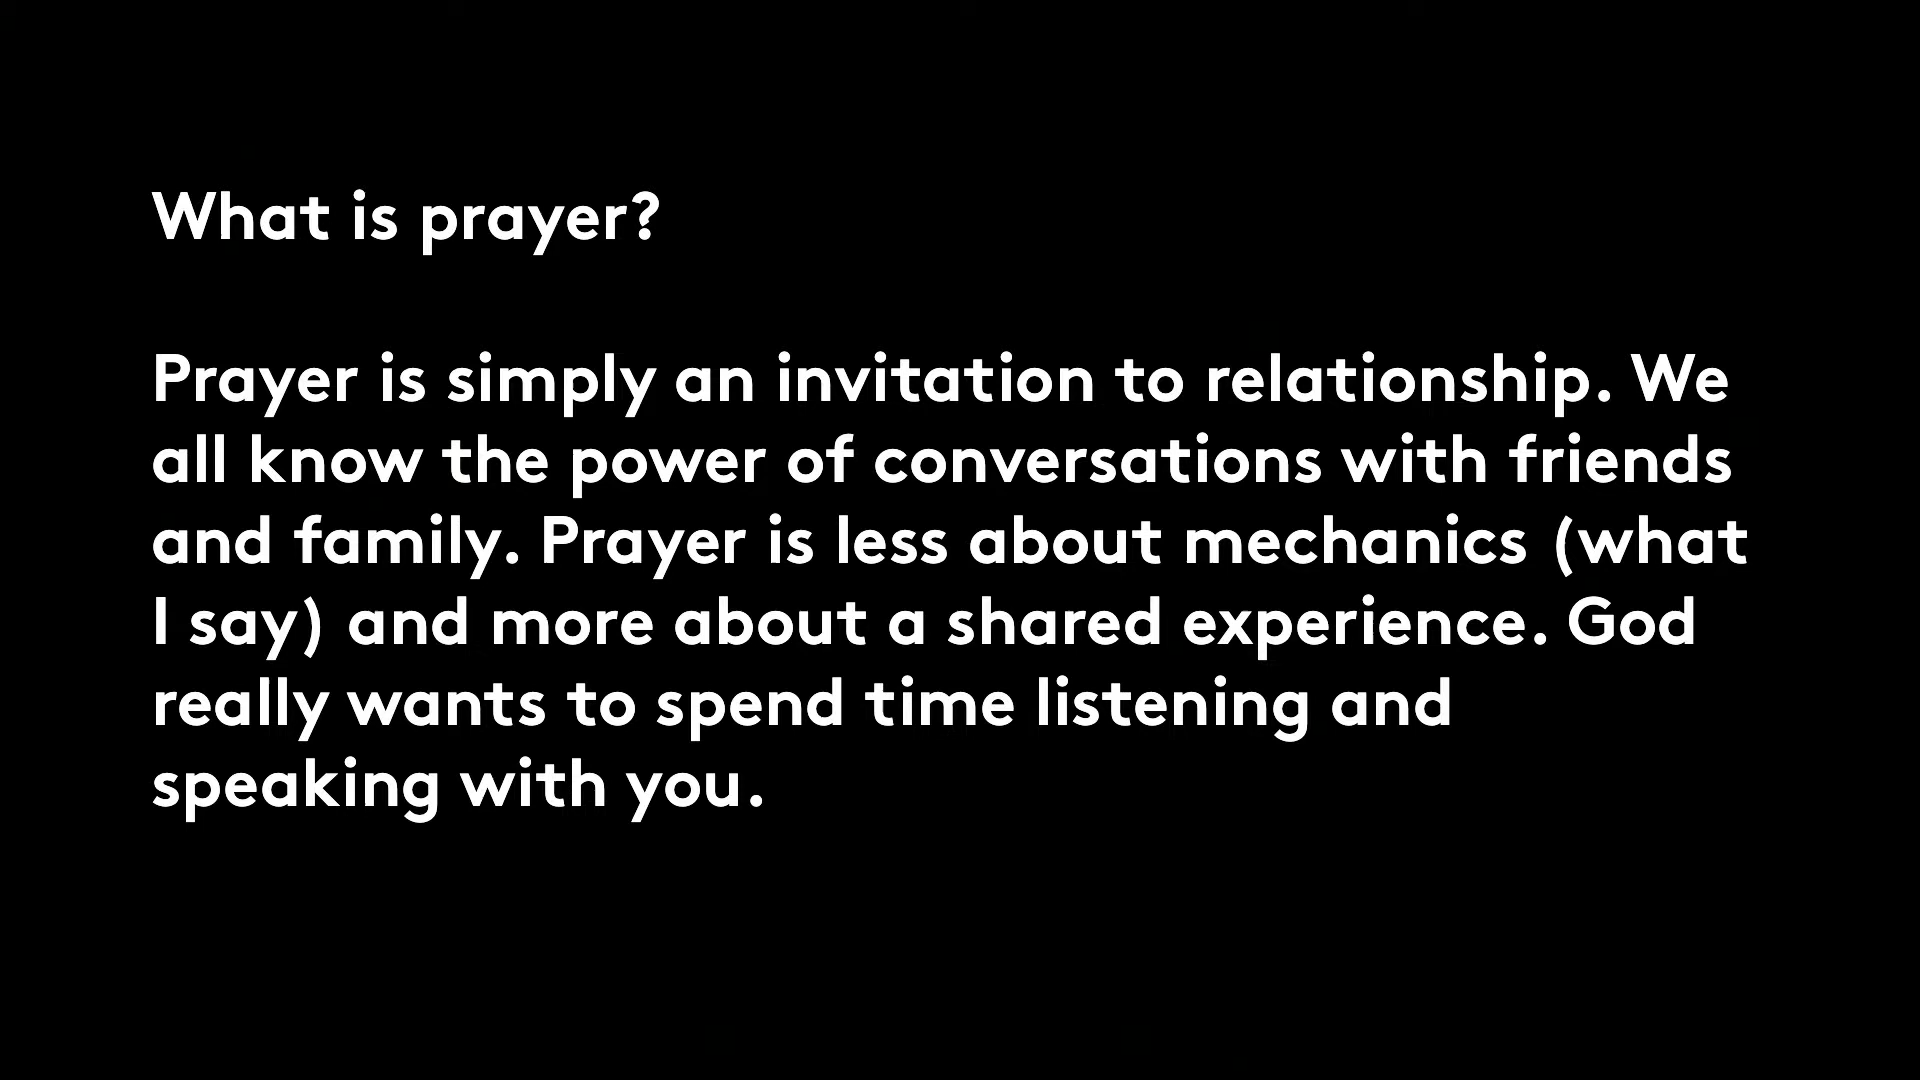 What is prayer?
Prayer is simply an invitation to relationship. We
all know the power of conversations with friends
and family. Prayer is less about mechanics (what
I say) and more about a shared experience. God
really wants to spend time listening and
speaking with you.